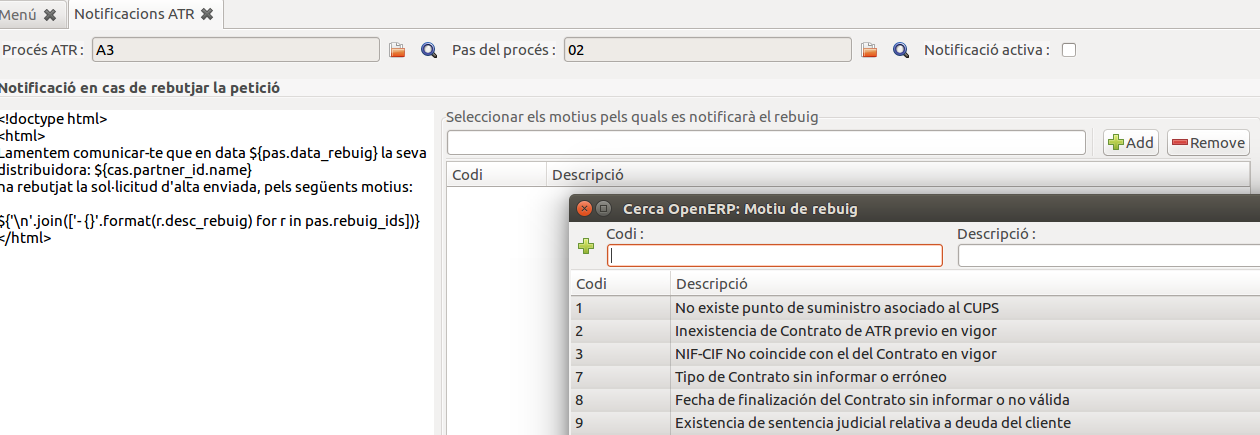 Menú
Notificacions ATR
Procés ATR: A3 Pas del procés: 02 Notificació activa:
Notificació en cas de rebutjar la petició
<!doctype html>
<html>
Lamentem comunicar-te que en data ${pas.data_rebuig} la seva
distribuidora: ${cas.partner_id.name}
ha rebutjat la sol·licitud d'alta enviada, pels següents motius:
${'\n'.join(['- {}'.format(r.desc_rebuig) for r in pas.rebuig_ids])}
</html>
Seleccionar els motius pels quals es notificarà el rebuig
Add Remove
Codi Descripció
Cerca OpenERP: Motiu de rebuig
Codi: Descripció:
Codi Descripció
1 No existe punto de suministro asociado al CUPS
2 Inexistencia de Contrato de ATR previo en vigor
3 NIF-CIF No coincide con el del Contrato en vigor
7 Tipo de Contrato sin informar o erróneo
8 Fecha de finalización del Contrato sin informar o no válida
9 Existencia de sentencia judicial relativa a deuda del cliente